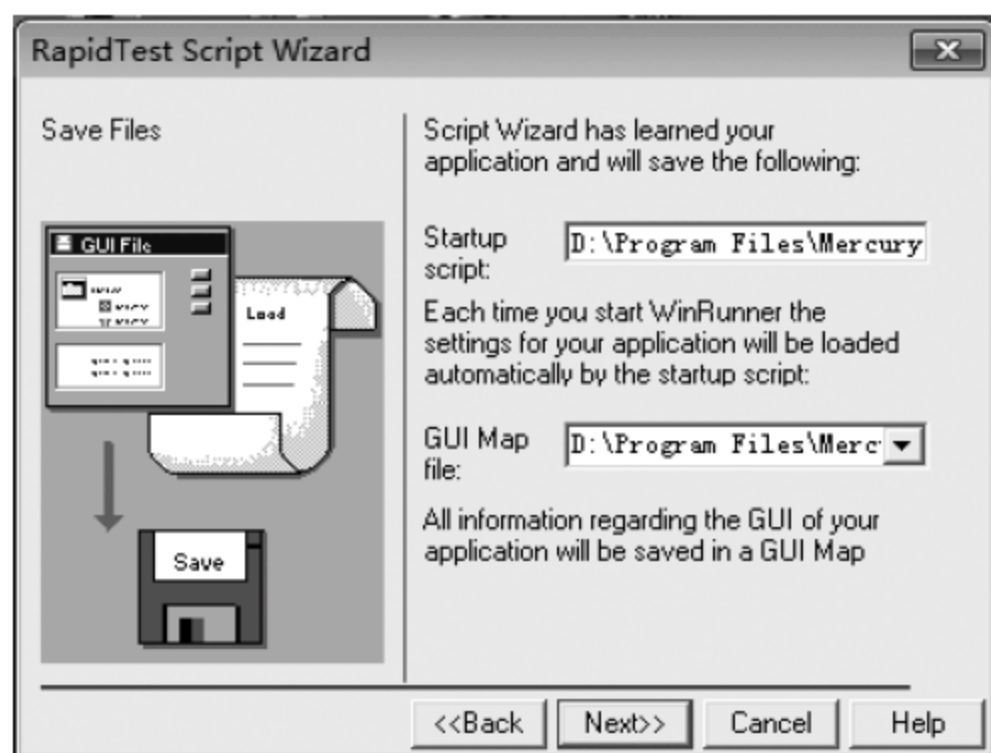 RapidTest Script Wizard
Save Files
GUI File
Load
Save
Script Wizard has learned your
application and will save the following:
Startup
script:
D:\Program Files\Mercury
Each time you start WinRunner the
settings for your application will be loaded
automatically by the startup script:
GUI Map
file:
D:\Program Files\Merc
All information regarding the GUI of your
application will be saved in a GUI Map
<<Back
Next>>
Cancel
Help